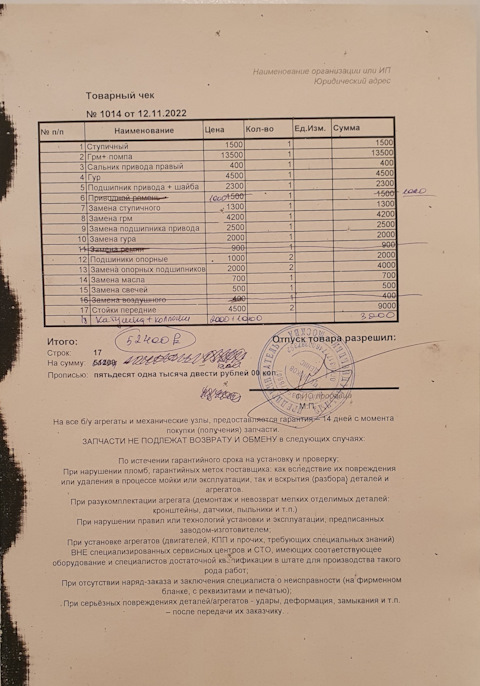 Наименование организации или ИП
Юридический адрес
Товарный чек
№ 1014 от 12.11.2022
№ п/п Наименование Цена Кол-во Ед.Изм. Сумма
1 Ступичный 1500 1 1500
2 Грм+ помпа 13500 1 13500
3 Сальник привода правый 400 1 400
4 Гур 4500 1 4500
5 Подшипник привода + шайба 2300 1 2300
6 Приводной ремень 1000 1500 1 1500 1000
7 Замена ступичного 1300 1 1300
8 Замена грм 4200 1 4200
9 Замена подшипника привода 2500 1 2500
10 Замена гура 2000 1 2000
11 Замена ремня 900 1 900
12 Подшиники опорные 1000 2 2000
13 Замена опорных подшипников 2000 2 4000
14 Замена масла 700 1 700
15 Замена свечей 500 1 500
16 Замена воздушного 400 1 400
17 Стойки передние 4500 2 9000
3000
Итого: 52400 Отпуск товара разрешил:
Строк: 17
На сумму:
Прописью: пятьдесят одна тысяча двести рублей 00 коп.
ФИО продавца
М.П.
На все б/у агрегаты и механические узлы, предоставляется гарантия – 14 дней с момента
покупки (получения) запчасти.
ЗАПЧАСТИ НЕ ПОДЛЕЖАТ ВОЗВРАТУ И ОБМЕНУ в следующих случаях:
По истечении гарантийного срока на установку и проверку;
При нарушении пломб, гарантийных меток поставщика: как вследствие их повреждения
или удаления в процессе мойки или эксплуатации, так и вскрытия (разбора) деталей и
агрегатов.
При разукомплектации агрегата (демонтаж и невозврат мелких отделимых деталей:
кронштейны, датчики, пыльники и т.п.)
При нарушении правил или технологий установки и эксплуатации; предписанных
заводом-изготовителем;
При установке агрегатов (двигателей, КПП и прочих, требующих специальных знаний)
ВНЕ специализированных сервисных центров и СТО, имеющих соответствующее
оборудование и специалистов достаточной квалификации в штате для производства такого
рода работ;
При отсутствии наряд-заказа и заключения специалиста о неисправности (на фирменном
бланке, с реквизитами и печатью);
При серьёзных повреждениях деталей/агрегатов - удары, деформация, замыкания и т.п.
– после передачи их заказчику.